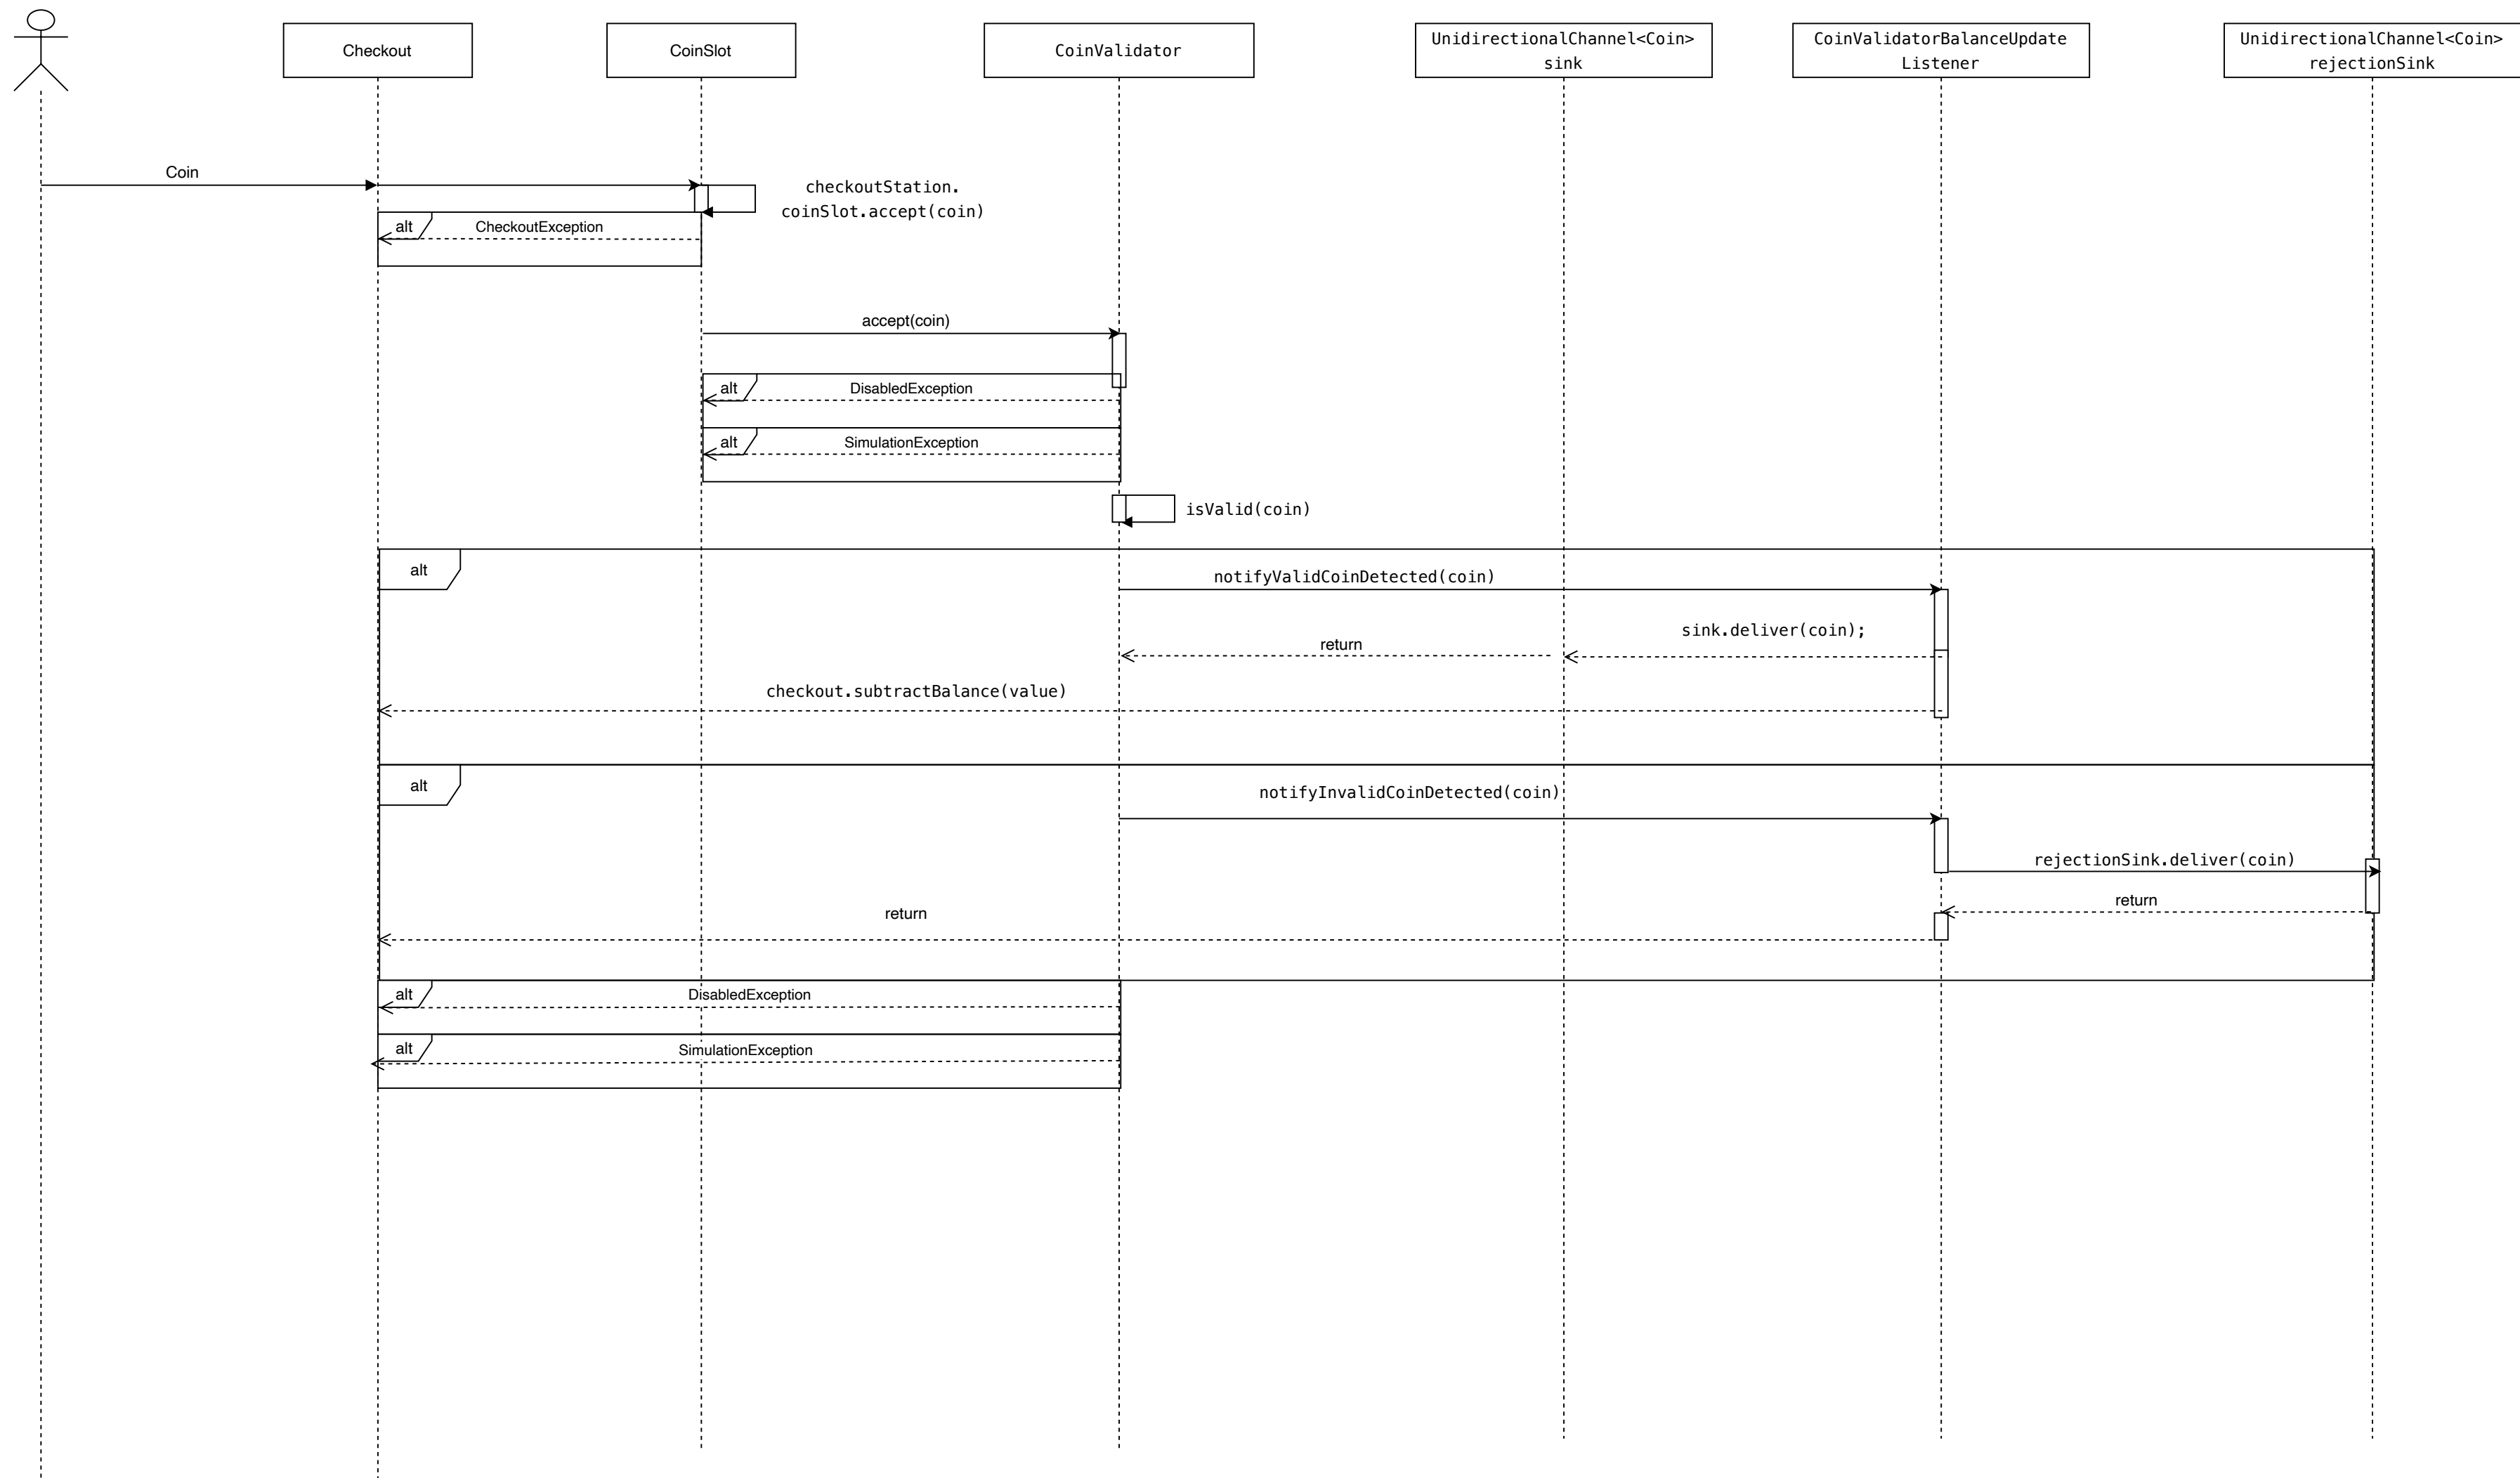 Checkout
CoinSlot
CoinValidator
UnidirectionalChannel<Coin>
sink
CoinValidatorBalanceUpdate
Listener
UnidirectionalChannel<Coin>
rejectionSink
Coin
checkoutStation.
coinSlot.accept(coin)
alt
CheckoutException
accept(coin)
alt
DisabledException
alt
SimulationException
isValid(coin)
alt
notifyValidCoinDetected(coin)
sink.deliver(coin);
return
checkout.subtractBalance(value)
alt
notifyInvalidCoinDetected(coin)
rejectionSink.deliver(coin)
return
return
alt
DisabledException
alt
SimulationException